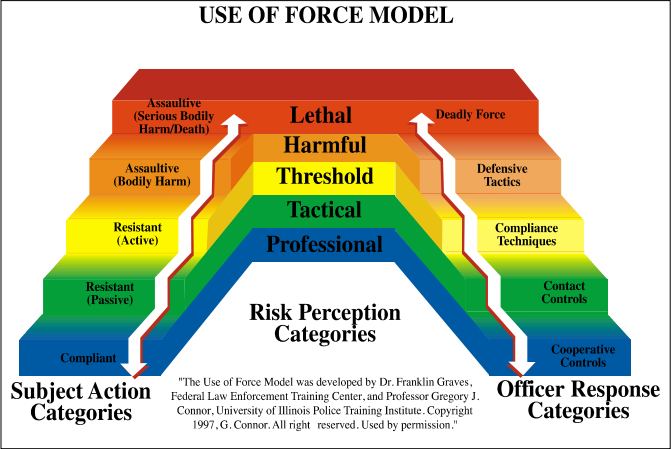 USE OF FORCE MODEL
Assaultive
(Serious Bodily
Harm/Death)
Lethal
Deadly Force
Harmful
Assaultive
(Bodily Harm)
Threshold
Defensive
Tactics
Tactical
Resistant
(Active)
Professional
Compliance
Techniques
Resistant
(Passive)
Contact
Controls
Risk Perception
Categories
Compliant
Cooperative
Controls
Subject Action
Categories
"The Use of Force Model was developed by Dr. Franklin Graves,
Federal Law Enforcement Training Center, and Professor Gregory J.
Connor, University of Illinois Police Training Institute. Copyright
1997, G. Connor. All right reserved. Used by permission."
Officer Response
Categories